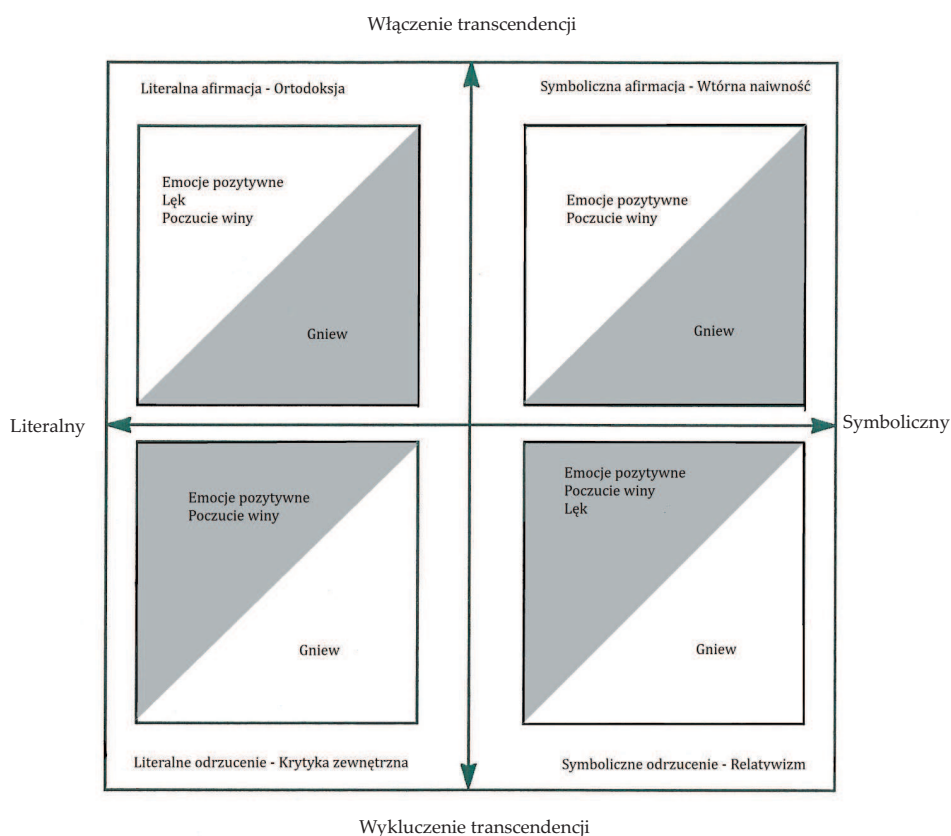 Włączenie transcendencji
Literalna afirmacja - Ortodoksja
Symboliczna afirmacja - Wtórna naiwność
Emocje pozytywne
Lęk
Poczucie winy
Gniew
Emocje pozytywne
Poczucie winy
Gniew
Literalny
Symboliczny
Emocje pozytywne
Poczucie winy
Gniew
Emocje pozytywne
Poczucie winy
Lęk
Gniew
Literalne odrzucenie - Krytyka zewnętrzna
Symboliczne odrzucenie - Relatywizm
Wykluczenie transcendencji